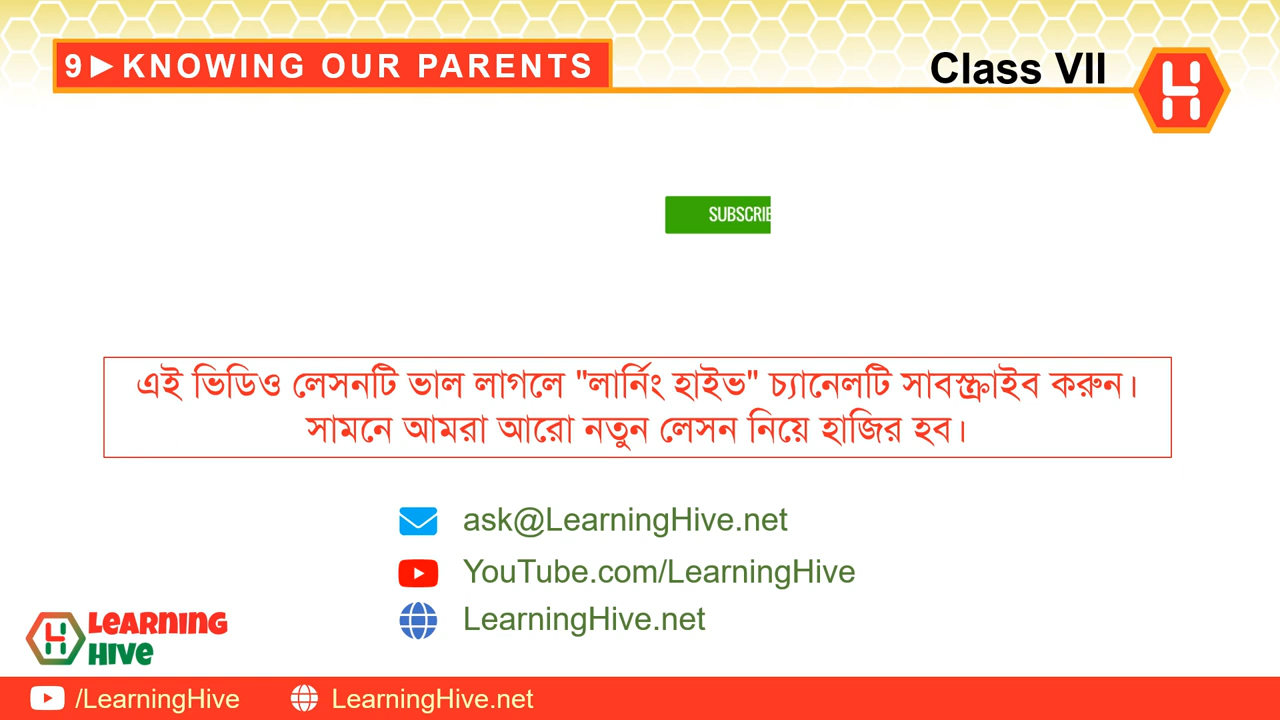 9►KNOWING OUR PARENTS
Class VII
SUBSCRIBE
এই ভিডিও লেসনটি ভাল লাগলে "লার্নিং হাইভ" চ্যানেলটি সাবস্ক্রাইব করুন।
সামনে আমরা আরো নতুন লেসন নিয়ে হাজির হব।
ask@LearningHive.net
YouTube.com/LearningHive
LearningHive.net
LEARNING
HIVE
/LearningHive
LearningHive.net